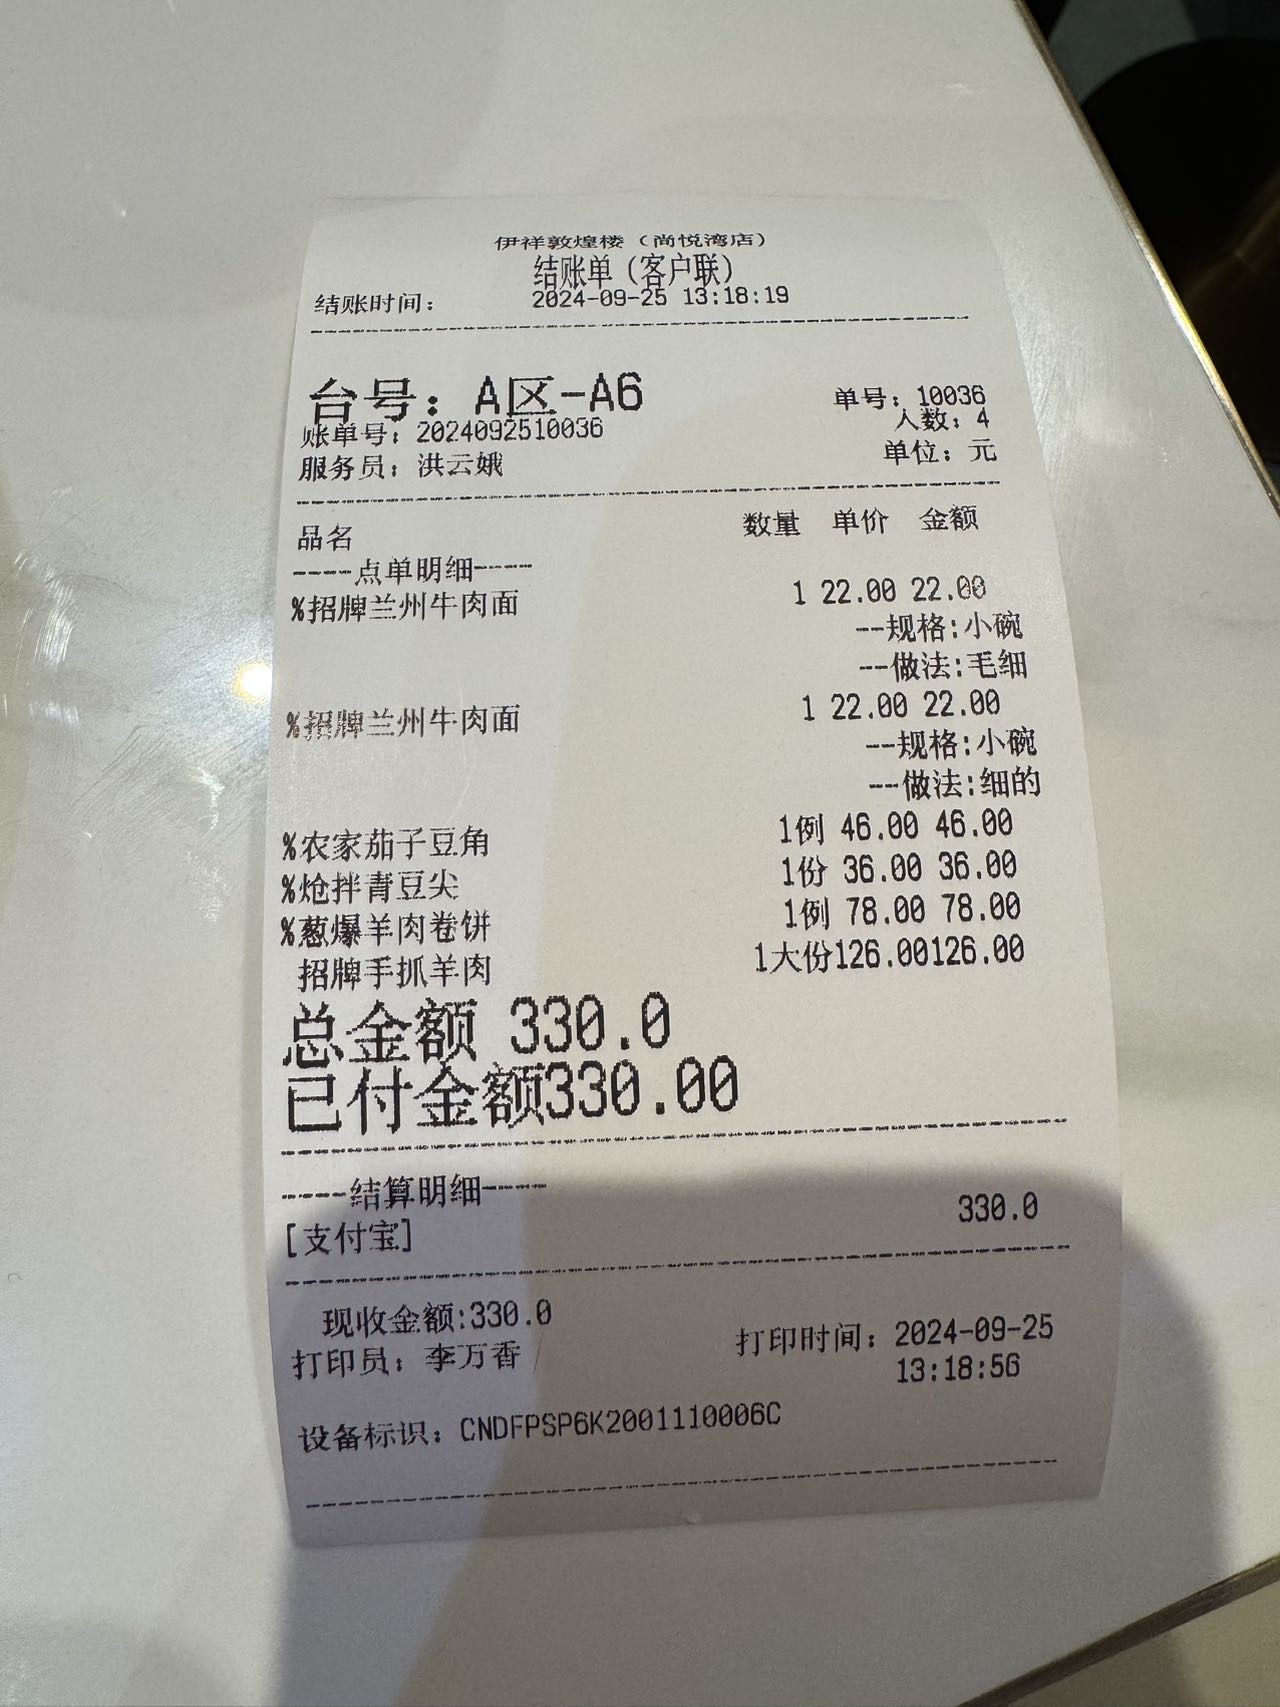 伊祥敦煌楼（尚悦湾店）
结账单（客户联）
结账时间： 2024-09-25 13:18:19
台号：A区-A6 单号：10036
账单号：2024092510036 人数：4
服务员：洪云娥 单位：元
品名 数量 单价 金额
----点单明细----
%招牌兰州牛肉面 1 22.00 22.00
--规格:小碗
--做法:毛细
%招牌兰州牛肉面 1 22.00 22.00
--规格:小碗
--做法:细的
%农家茄子豆角 1例 46.00 46.00
%炝拌青豆尖 1份 36.00 36.00
%葱爆羊肉卷饼 1例 78.00 78.00
招牌手抓羊肉 1大份126.00126.00
总金额 330.0
已付金额330.00
----结算明细----
[支付宝] 330.0
现收金额:330.0
打印员：李万香 打印时间：2024-09-25
13:18:56
设备标识：CNDFPSP6K2001110006C